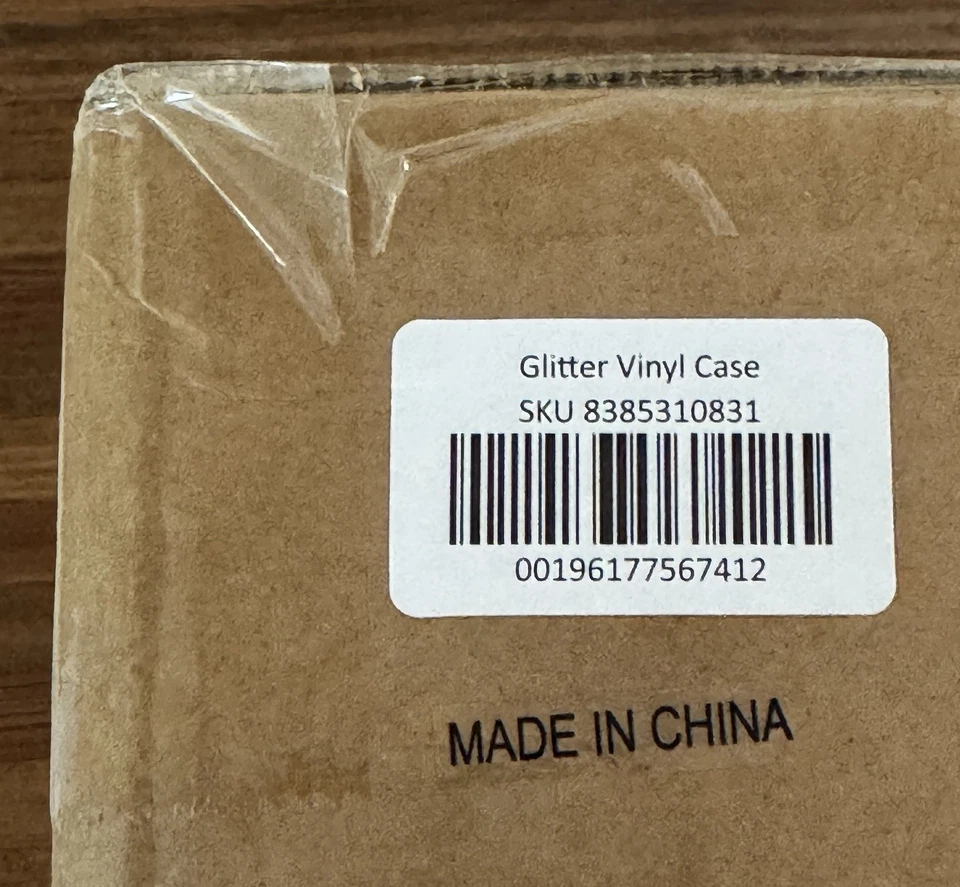 Glitter Vinyl Case
SKU 8385310831
00196177567412
MADE IN CHINA